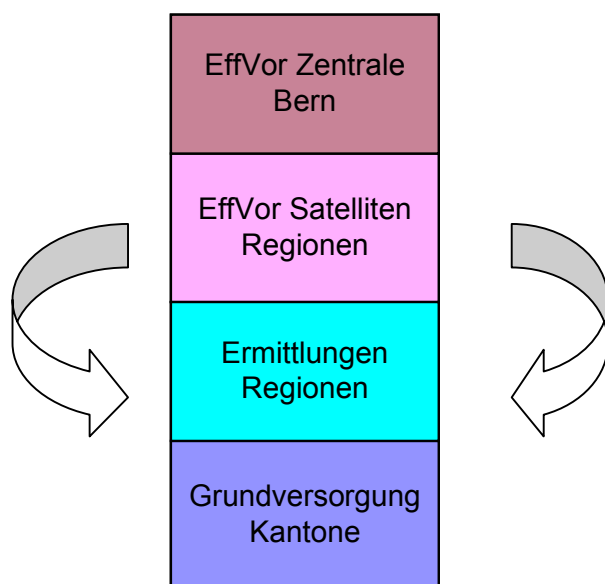 EffVor Zentrale
Bern
EffVor Satelliten
Regionen
Ermittlungen
Regionen
Grundversorgung
Kantone